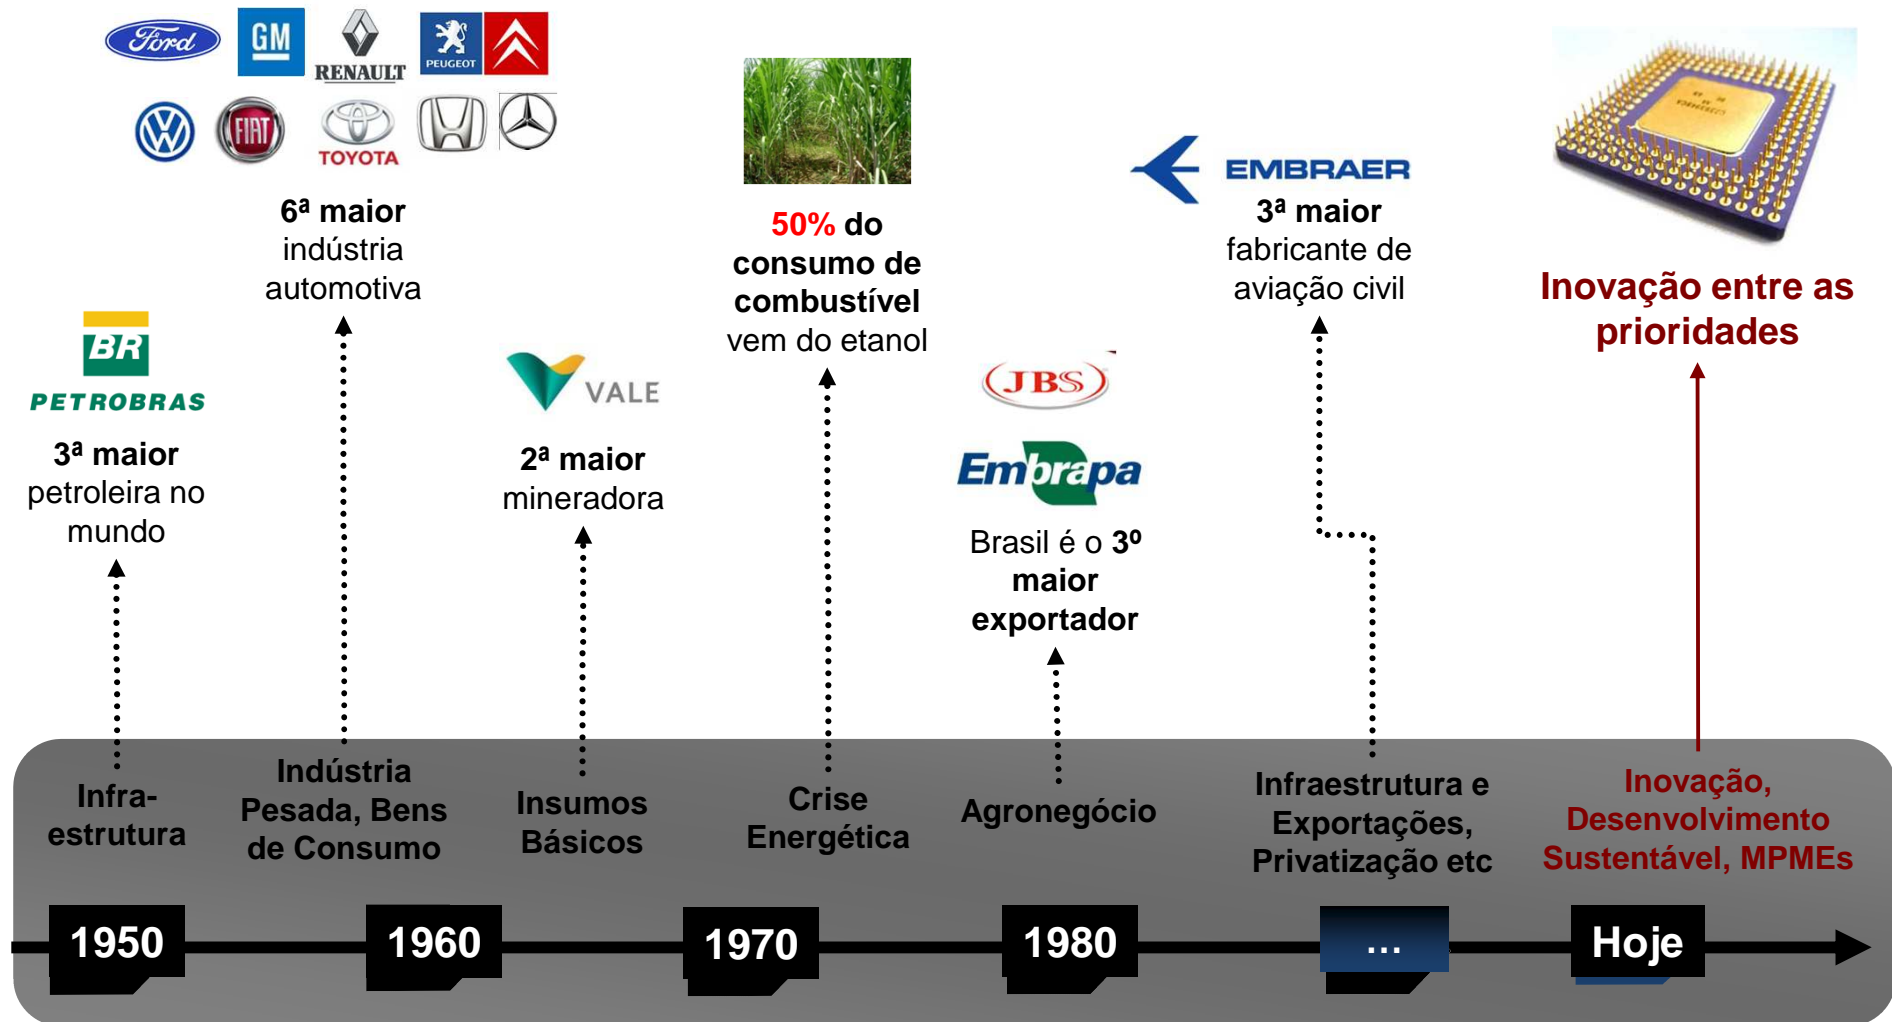 Ford
GM
RENAULT
PEUGEOT
FIAT
TOYOTA
6ª maior
indústria
automotiva
BR
PETROBRAS
3ª maior
petroleira no
mundo
VALE
2ª maior
mineradora
50% do
consumo de
combustível
vem do etanol
JBS
Embrapa
Brasil é o 3º
maior
exportador
EMBRAER
3ª maior
fabricante de
aviação civil
Inovação entre as
prioridades
Infra-
estrutura
Indústria
Pesada, Bens
de Consumo
Insumos
Básicos
Crise
Energética
Agronegócio
Infraestrutura e
Exportações,
Privatização etc
Inovação,
Desenvolvimento
Sustentável, MPMEs
1950
1960
1970
1980
...
Hoje